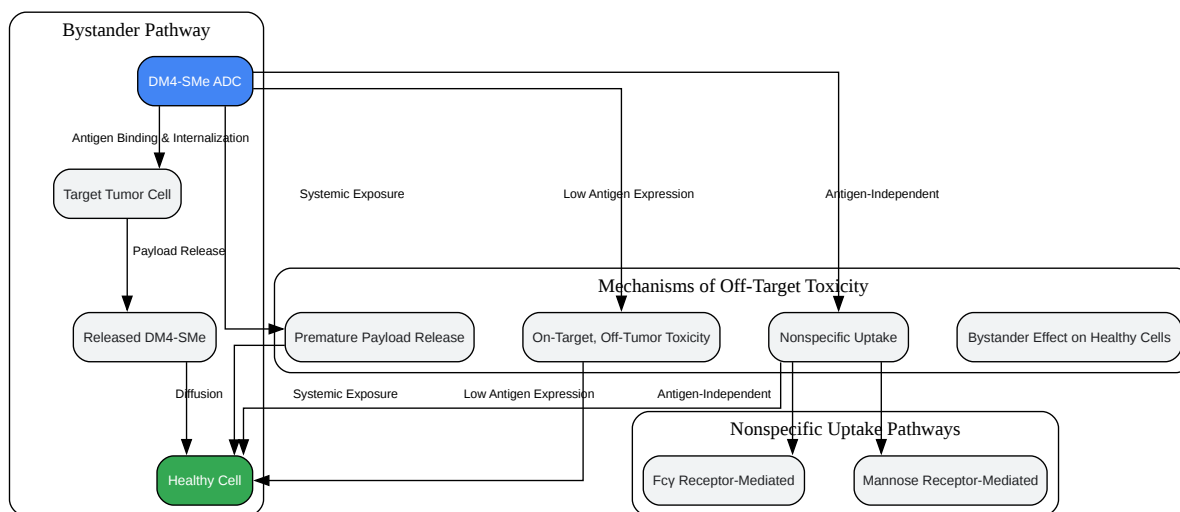 Bystander Pathway
DM4-SMe ADC
Antigen Binding & Internalization
Target Tumor Cell
Systemic Exposure
Low Antigen Expression
Antigen-Independent
Payload Release
Mechanisms of Off-Target Toxicity
Released DM4-SMe
Premature Payload Release
On-Target, Off-Tumor Toxicity
Nonspecific Uptake
Bystander Effect on Healthy Cells
Diffusion
Systemic Exposure
Low Antigen Expression
Antigen-Independent
Nonspecific Uptake Pathways
Healthy Cell
Fcγ Receptor-Mediated
Mannose Receptor-Mediated